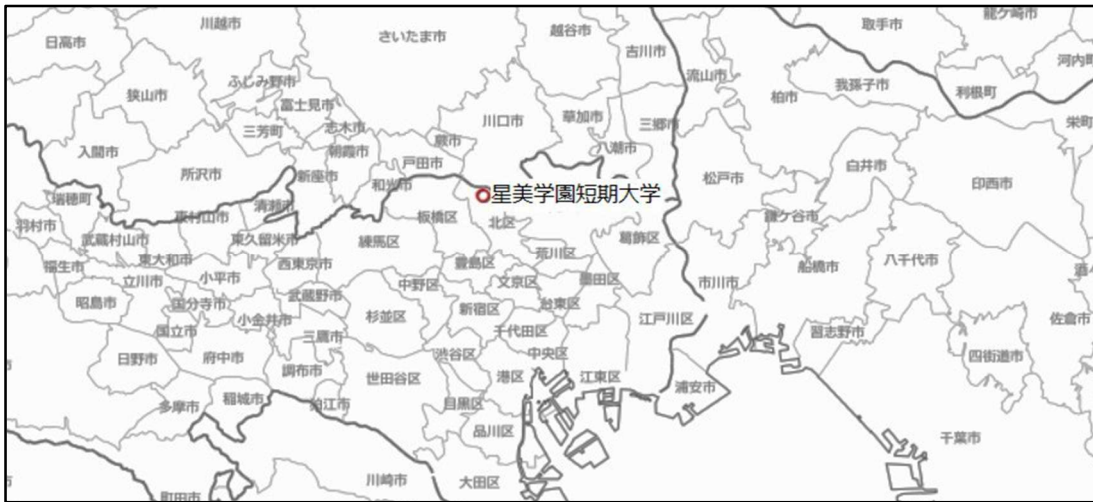 川越市
龍ケ崎市
日高市
さいたま市
越谷市
取手市
吉川市
河内町
流山市
柏市
我孫子市
利根町
ふじみ野市
狭山市
富士見市
川口市
草加市
三郷市
栄町
三芳町
志木市
蕨市
八潮市
入間市
朝霞市
戸田市
所沢市
新座市
和光市
松戸市
白井市
印西市
星美学園短期大学
瑞穂町
清瀬市
板橋区
北区
東村山市
鎌ケ谷市
羽村市
武蔵村山市
東久留米市
練馬区
葛飾区
荒川区
東大和市
福生市
西東京市
豊島区
船橋市
八千代市
立川市
小平市
中野区
文京区
墨田区
市川市
昭島市
国分寺市
武蔵野市
新宿区
台東区
杉並区
小金井市
江戸川区
佐倉市
国立市
千代田区
習志野市
三鷹市
日野市
府中市
渋谷区
中央区
四街道市
調布市
世田谷区
港区
江東区
浦安市
多摩市
稲城市
狛江市
目黒区
品川区
千葉市
川崎市
大田区
町田市